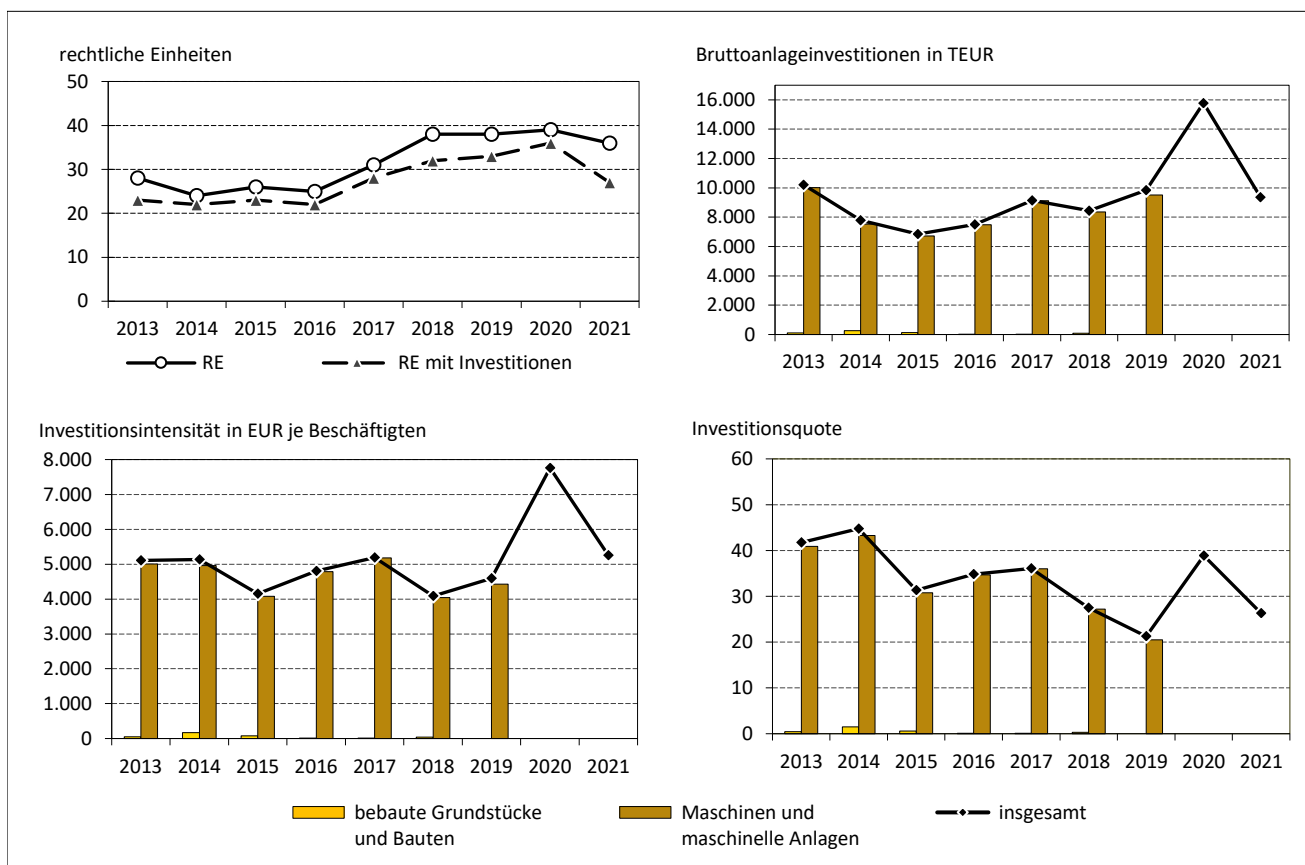 rechtliche Einheiten
50
40
30
20
10
0
2013 2014 2015 2016 2017 2018 2019 2020 2021
RE RE mit Investitionen
Bruttoanlageinvestitionen in TEUR
16.000
14.000
12.000
10.000
8.000
6.000
4.000
2.000
0
2013 2014 2015 2016 2017 2018 2019 2020 2021
Investitionsintensität in EUR je Beschäftigten
8.000
7.000
6.000
5.000
4.000
3.000
2.000
1.000
0
2013 2014 2015 2016 2017 2018 2019 2020 2021
Investitionsquote
60
50
40
30
20
10
0
2013 2014 2015 2016 2017 2018 2019 2020 2021
bebaute Grundstücke
und Bauten
Maschinen und
maschinelle Anlagen
insgesamt